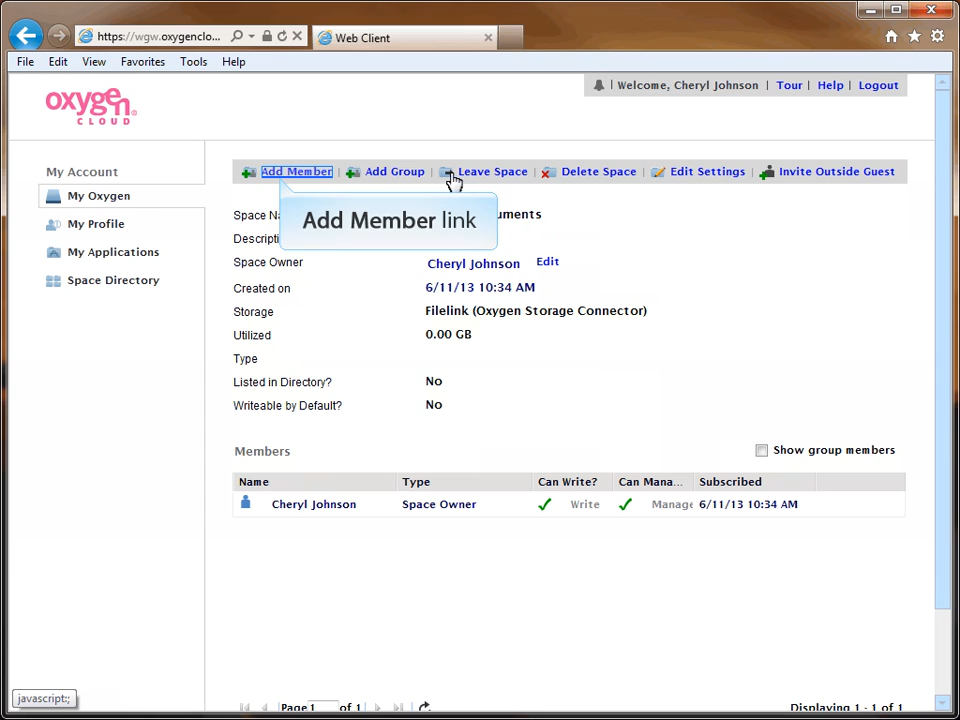 https://wgw.oxygenclo...
Web Client
File Edit View Favorites Tools Help
oxygen
CLOUD
Welcome, Cheryl Johnson | Tour | Help | Logout
My Account
My Oxygen
My Profile
My Applications
Space Directory
Add Member | Add Group | Leave Space | Delete Space | Edit Settings | Invite Outside Guest
Add Member link
Space Owner Cheryl Johnson Edit
Created on 6/11/13 10:34 AM
Storage Filelink (Oxygen Storage Connector)
Utilized 0.00 GB
Type
Listed in Directory? No
Writeable by Default? No
Members Show group members
Name Type Can Write? Can Mana... Subscribed
Cheryl Johnson Space Owner Write Manage 6/11/13 10:34 AM
javascript:;
Page 1 of 1 Displaying 1 - 1 of 1